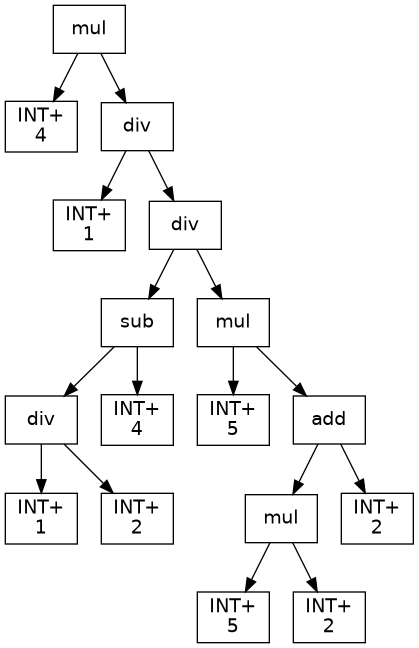 mul
INT+
4
div
INT+
1
div
sub
mul
div
INT+
4
INT+
5
add
INT+
1
INT+
2
mul
INT+
2
INT+
5
INT+
2